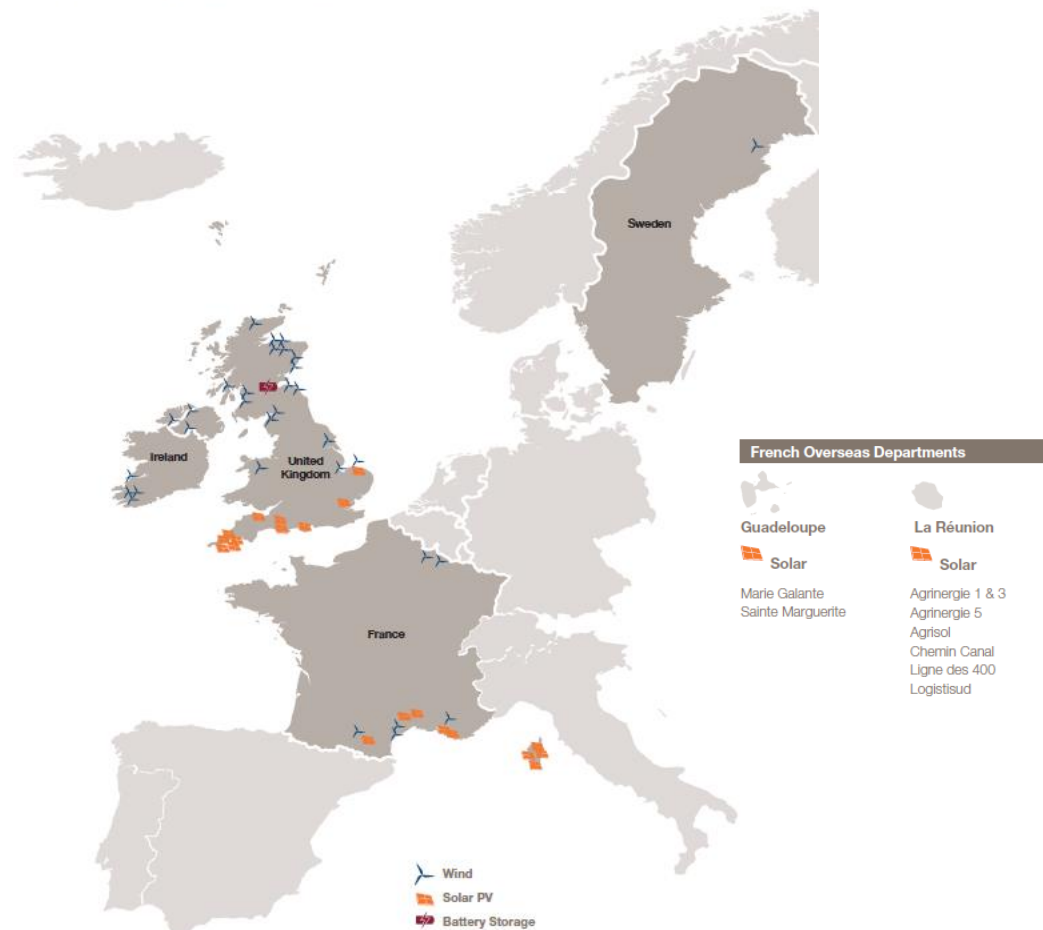 Sweden
Ireland
United
Kingdom
France
French Overseas Departments
Guadeloupe
Solar
Marie Galante
Sainte Marguerite
La Réunion
Solar
Agrinergie 1 & 3
Agrinergie 5
Agrisol
Chemin Canal
Ligne des 400
Logistisud
Wind
Solar PV
Battery Storage